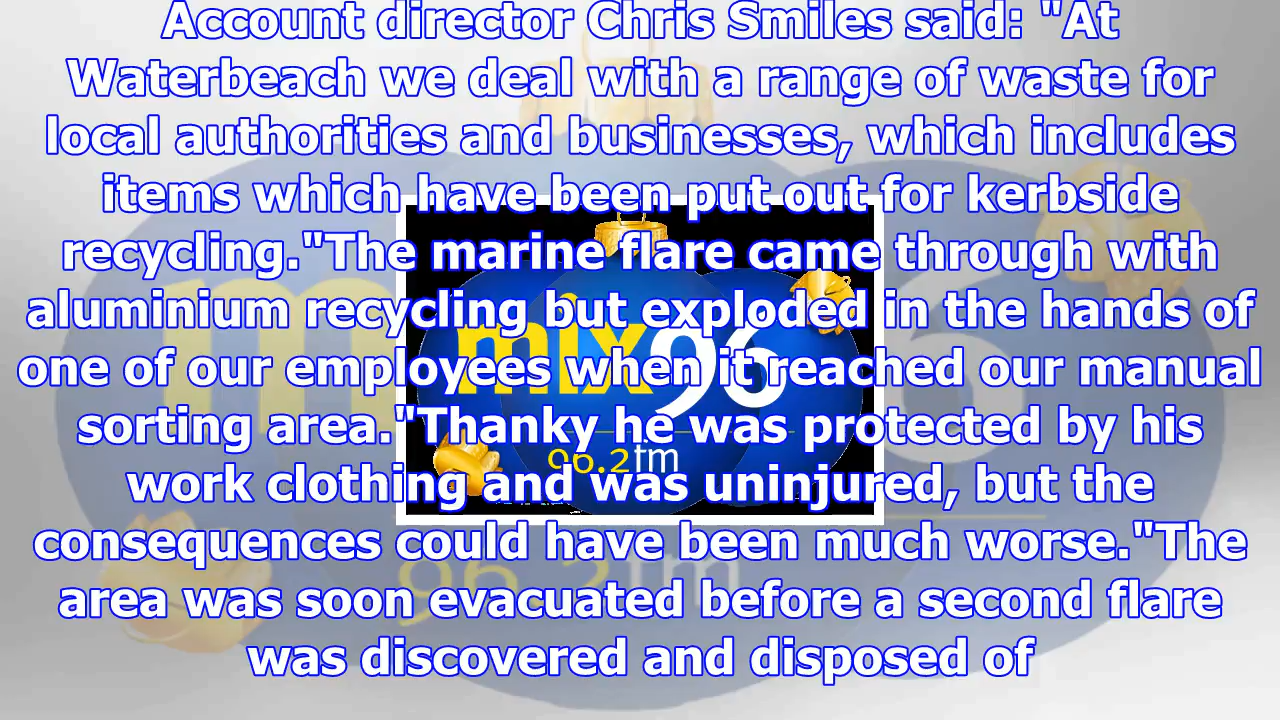 Account director Chris Smiles said: "At
Waterbeach we deal with a range of waste for
local authorities and businesses, which includes
items which have been put out for kerbside
recycling."The marine flare came through with
aluminium recycling but exploded in the hands of
one of our employees when it reached our manual
sorting area."Thanky he was protected by his
work clothing and was uninjured, but the
consequences could have been much worse."The
area was soon evacuated before a second flare
was discovered and disposed of
mix96
96.2fm